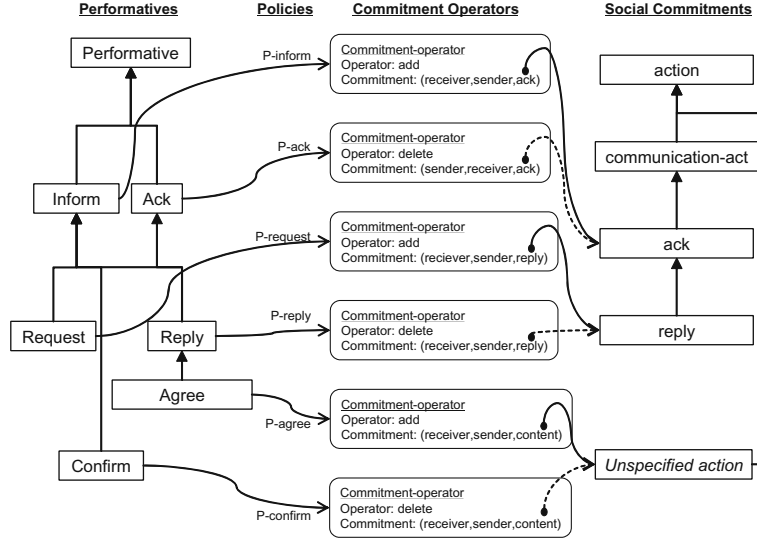 Performatives Policies Commitment Operators Social Commitments
Performative
P-inform
Commitment-operator
Operator: add
Commitment: (receiver,sender,ack)
action
P-ack
Commitment-operator
Operator: delete
Commitment: (sender,receiver,ack)
communication-act
Inform
Ack
P-request
Commitment-operator
Operator: add
Commitment: (reciever,sender,reply)
ack
Request
Reply
P-reply
Commitment-operator
Operator: delete
Commitment: (receiver,sender,reply)
reply
Agree
P-agree
Commitment-operator
Operator: add
Commitment: (receiver,sender,content)
Confirm
P-confirm
Commitment-operator
Operator: delete
Commitment: (receiver,sender,content)
Unspecified action